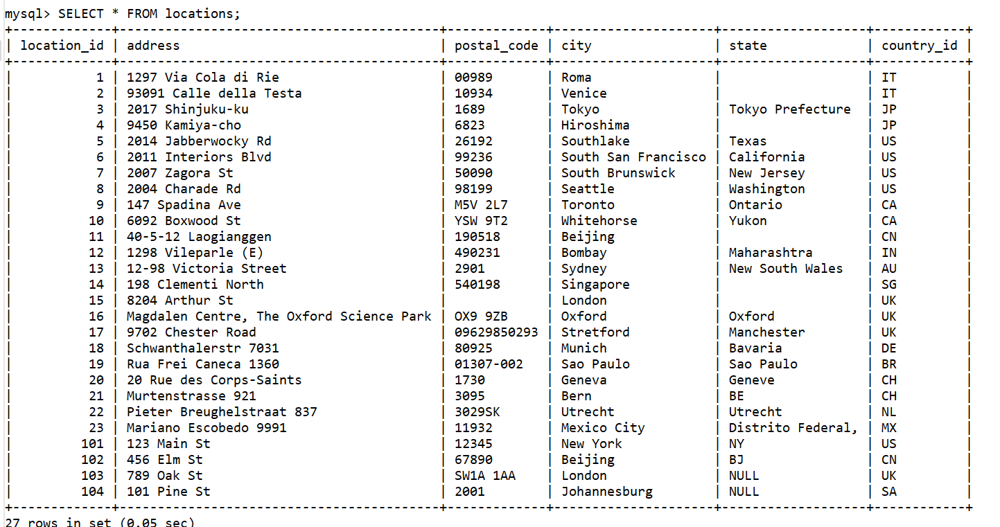 mysql> SELECT * FROM locations;
+-------------+------------------------------------------+-------------+---------------------+-------------------+------------+
| location_id | address                                  | postal_code | city                | state             | country_id |
+-------------+------------------------------------------+-------------+---------------------+-------------------+------------+
|           1 | 1297 Via Cola di Rie                     | 00989       | Roma                |                   | IT         |
|           2 | 93091 Calle della Testa                  | 10934       | Venice              |                   | IT         |
|           3 | 2017 Shinjuku-ku                         | 1689        | Tokyo               | Tokyo Prefecture  | JP         |
|           4 | 9450 Kamiya-cho                          | 6823        | Hiroshima           |                   | JP         |
|           5 | 2014 Jabberwocky Rd                      | 26192       | Southlake           | Texas             | US         |
|           6 | 2011 Interiors Blvd                      | 99236       | South San Francisco | California        | US         |
|           7 | 2007 Zagora St                           | 50090       | South Brunswick     | New Jersey        | US         |
|           8 | 2004 Charade Rd                          | 98199       | Seattle             | Washington        | US         |
|           9 | 147 Spadina Ave                          | M5V 2L7     | Toronto             | Ontario           | CA         |
|          10 | 6092 Boxwood St                          | YSW 9T2     | Whitehorse          | Yukon             | CA         |
|          11 | 40-5-12 Laogianggen                      | 190518      | Beijing             |                   | CN         |
|          12 | 1298 Vileparle (E)                       | 490231      | Bombay              | Maharashtra       | IN         |
|          13 | 12-98 Victoria Street                    | 2901        | Sydney              | New South Wales   | AU         |
|          14 | 198 Clementi North                       | 540198      | Singapore           |                   | SG         |
|          15 | 8204 Arthur St                           |             | London              |                   | UK         |
|          16 | Magdalen Centre, The Oxford Science Park | OX9 9ZB     | Oxford              | Oxford            | UK         |
|          17 | 9702 Chester Road                        | 09629850293 | Stretford           | Manchester        | UK         |
|          18 | Schwanthalerstr 7031                     | 80925       | Munich              | Bavaria           | DE         |
|          19 | Rua Frei Caneca 1360                     | 01307-002   | Sao Paulo           | Sao Paulo         | BR         |
|          20 | 20 Rue des Corps-Saints                  | 1730        | Geneva              | Geneve            | CH         |
|          21 | Murtenstrasse 921                        | 3095        | Bern                | BE                | CH         |
|          22 | Pieter Breughelstraat 837                | 3029SK      | Utrecht             | Utrecht           | NL         |
|          23 | Mariano Escobedo 9991                    | 11932       | Mexico City         | Distrito Federal, | MX         |
|         101 | 123 Main St                              | 12345       | New York            | NY                | US         |
|         102 | 456 Elm St                               | 67890       | Beijing             | BJ                | CN         |
|         103 | 789 Oak St                               | SW1A 1AA    | London              | NULL              | UK         |
|         104 | 101 Pine St                              | 2001        | Johannesburg        | NULL              | SA         |
+-------------+------------------------------------------+-------------+---------------------+-------------------+------------+
27 rows in set (0.05 sec)